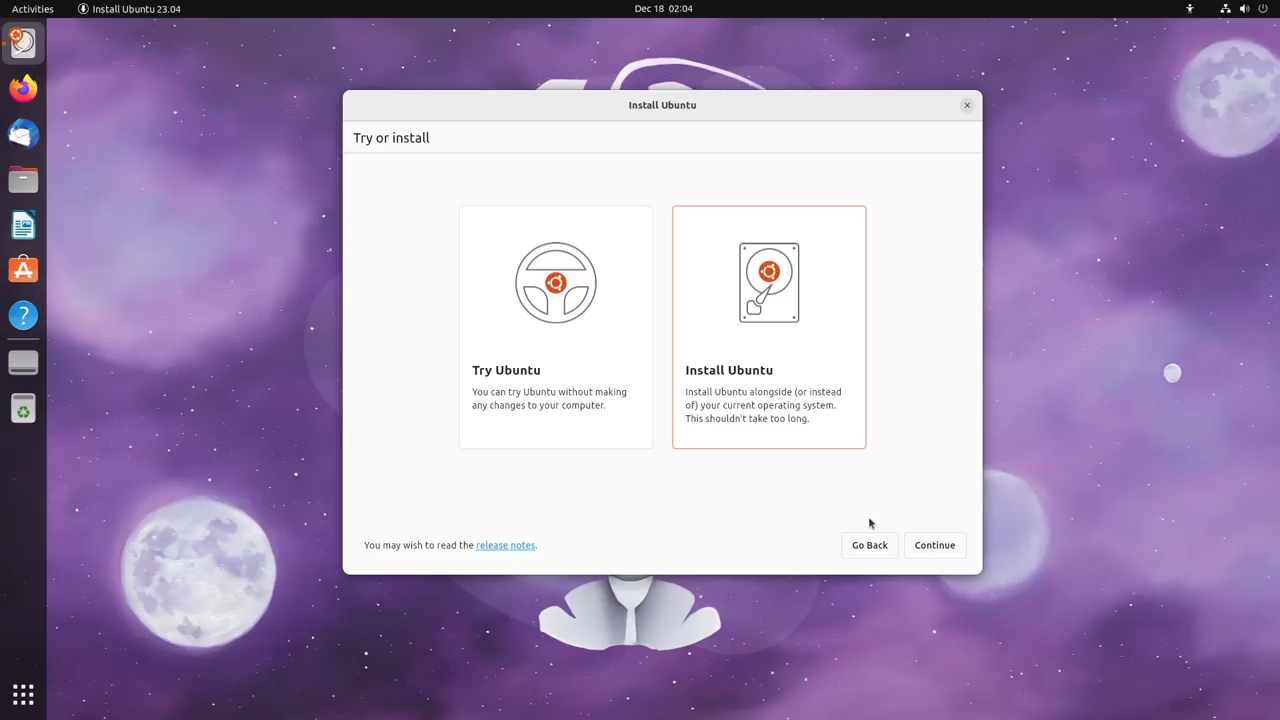 Activities
Install Ubuntu 23.04
Dec 18 02:04
Install Ubuntu
Try or install
Try Ubuntu
You can try Ubuntu without making
any changes to your computer.
Install Ubuntu
Install Ubuntu alongside (or instead
of) your current operating system.
This shouldn't take too long.
You may wish to read the release notes.
Go Back
Continue